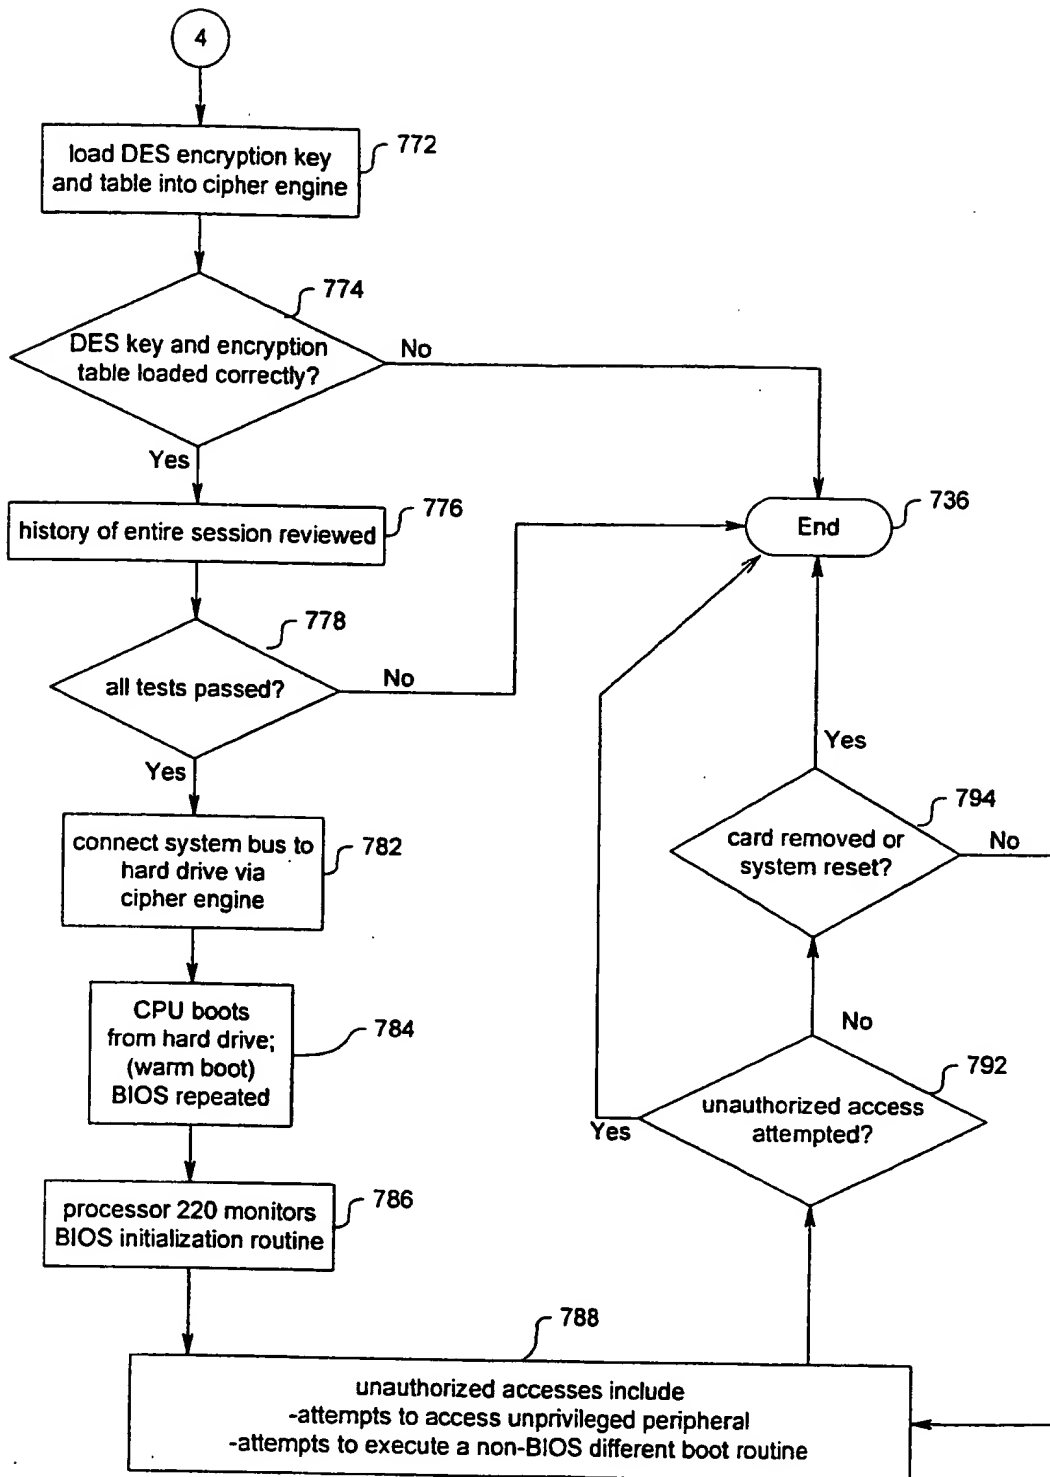 4
load DES encryption key
and table into cipher engine
772
774
DES key and encryption
table loaded correctly?
No
Yes
history of entire session reviewed
776
End
736
778
all tests passed?
No
Yes
connect system bus to
hard drive via
cipher engine
782
Yes
794
card removed or
system reset?
No
CPU boots
from hard drive;
(warm boot)
BIOS repeated
784
No
792
unauthorized access
attempted?
Yes
processor 220 monitors
BIOS initialization routine
786
788
unauthorized accesses include
-attempts to access unprivileged peripheral
-attempts to execute a non-BIOS different boot routine